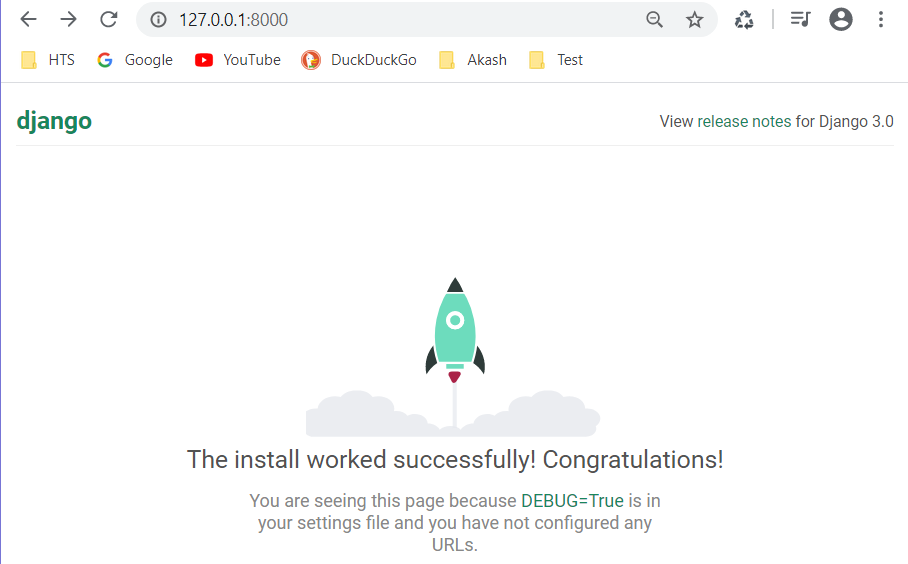 127.0.0.1:8000
HTS Google YouTube DuckDuckGo Akash Test
django View release notes for Django 3.0
The install worked successfully! Congratulations!
You are seeing this page because DEBUG=True is in
your settings file and you have not configured any
URLs.